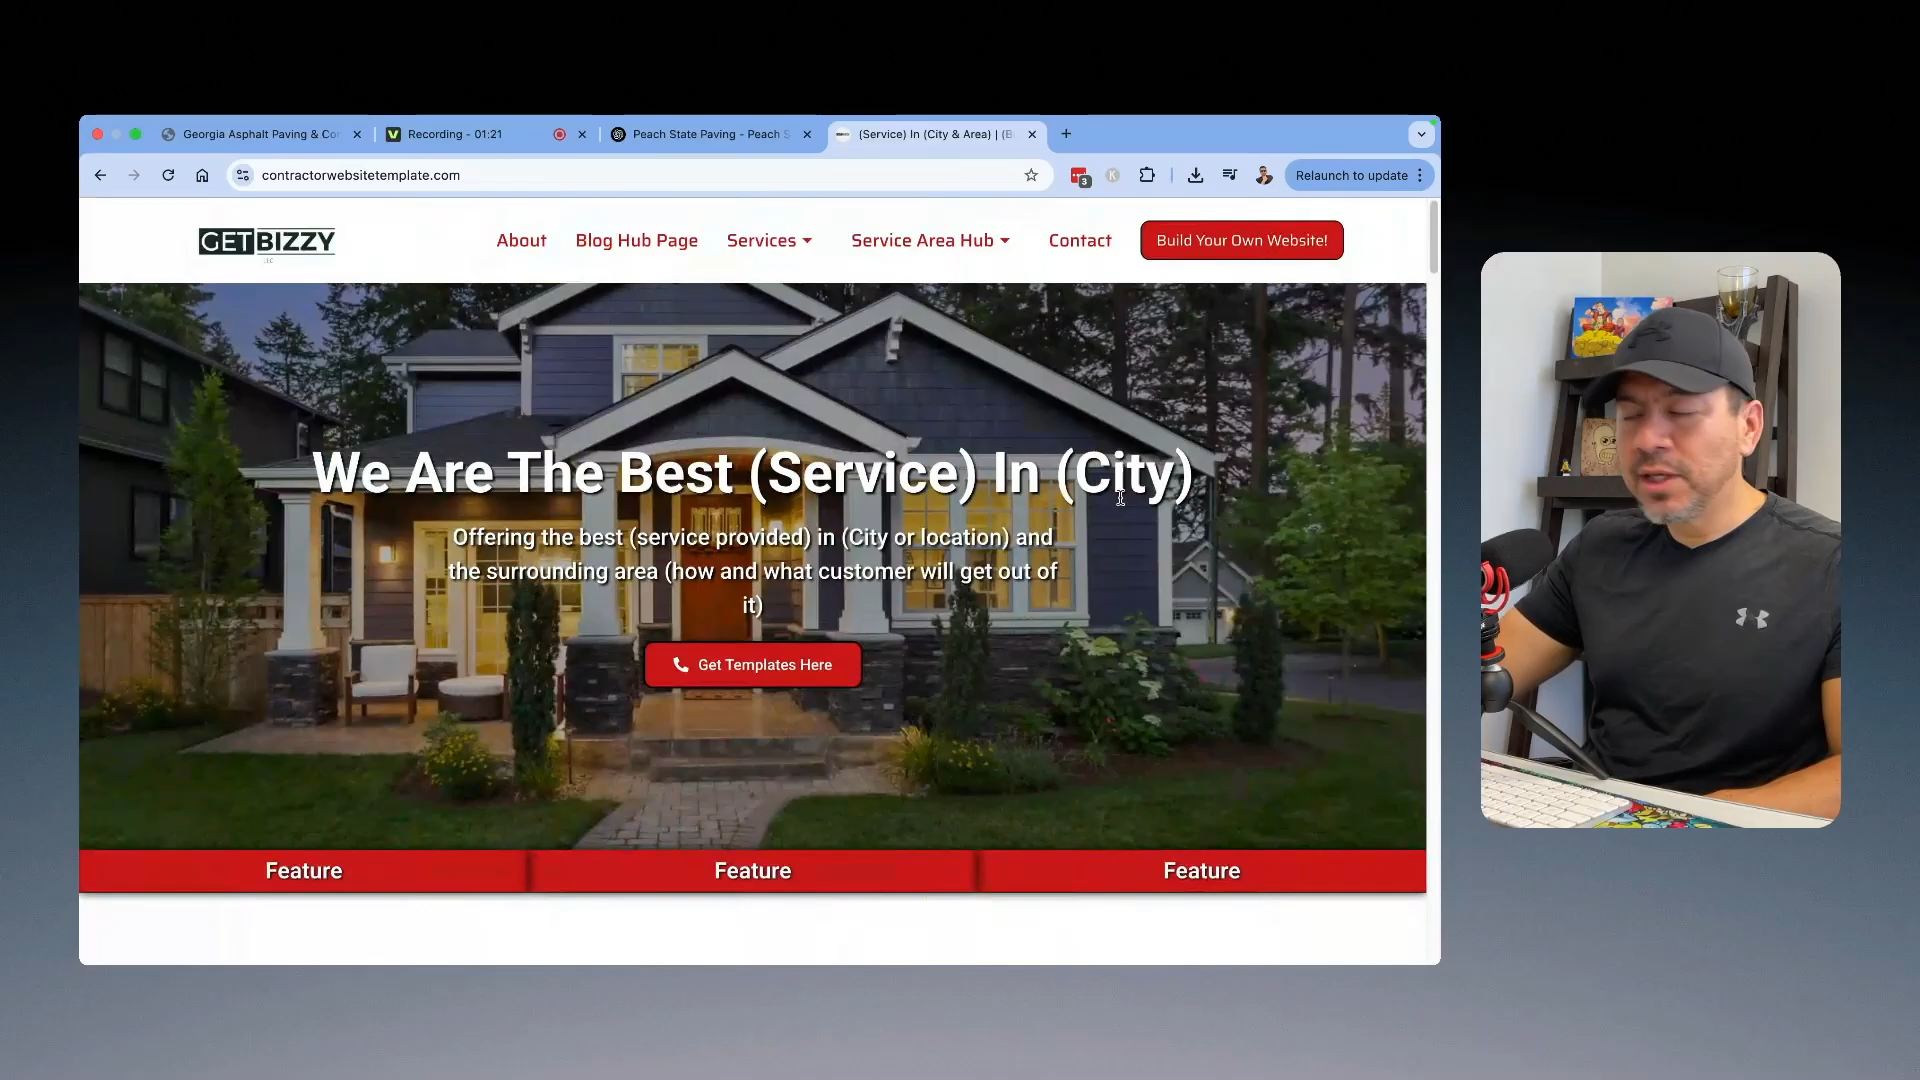 Georgia Asphalt Paving & Co
Recording - 01:21
Peach State Paving - Peach S
(Service) In (City & Area) | (B
contractorwebsitetemplate.com
3
K
Relaunch to update
GETBIZZY
LLC
About
Blog Hub Page
Services
Service Area Hub
Contact
Build Your Own Website!
We Are The Best (Service) In (City)
Offering the best (service provided) in (City or location) and
the surrounding area (how and what customer will get out of
it)
Get Templates Here
Feature
Feature
Feature